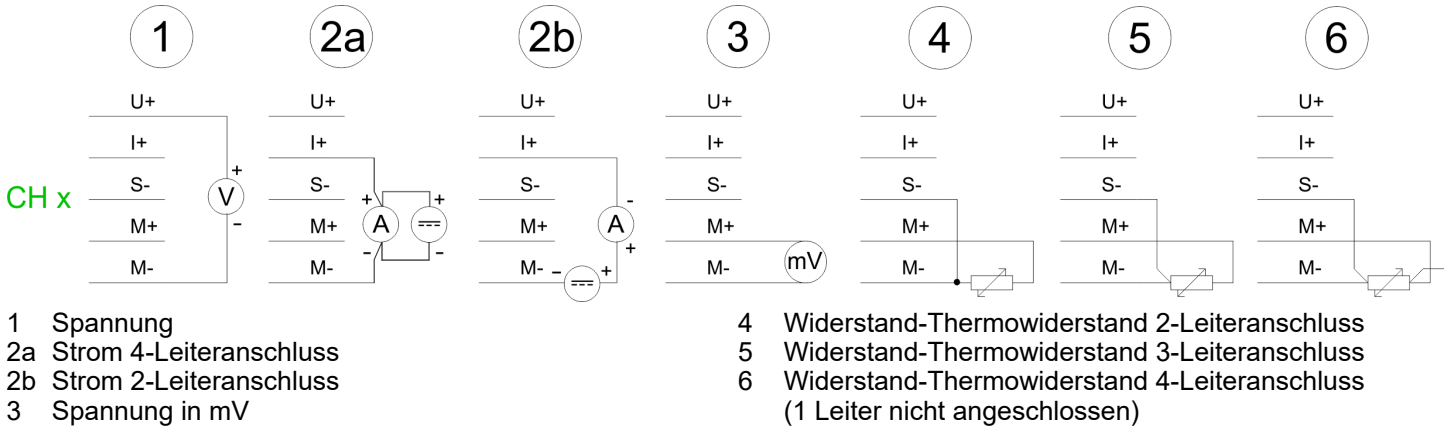 1 2a 2b 3 4 5 6
U+ U+ U+ U+ U+ U+ U+
I+ I+ I+ I+ I+ I+ I+
+ -
CH x S- S- S- S- S- S- S-
V + + A
M+ M+ M+ M+ M+ M+ M+
- A - - + mV
M- M- M- - + M- M- M- M-
1 Spannung
2a Strom 4-Leiteranschluss
2b Strom 2-Leiteranschluss
3 Spannung in mV
4 Widerstand-Thermowiderstand 2-Leiteranschluss
5 Widerstand-Thermowiderstand 3-Leiteranschluss
6 Widerstand-Thermowiderstand 4-Leiteranschluss
(1 Leiter nicht angeschlossen)